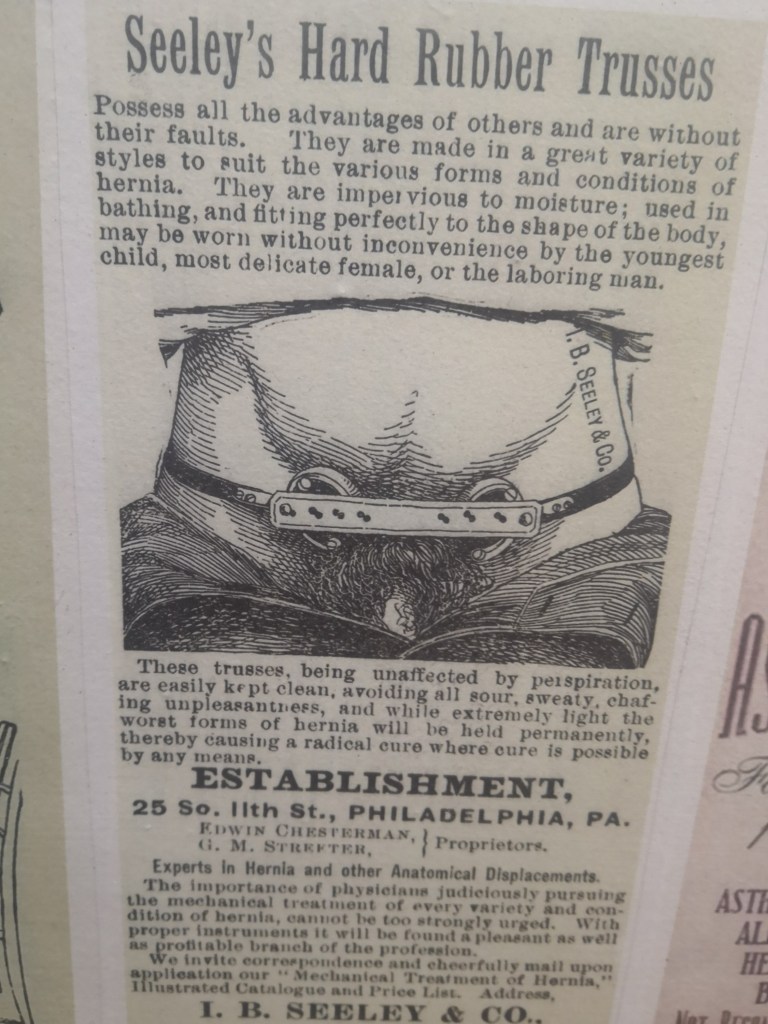 Seeley's Hard Rubber Trusses
Possess all the advantages of others and are without
their faults. They are made in a great variety of
styles to suit the various forms and conditions of
hernia. They are impervious to moisture; used in
bathing, and fitting perfectly to the shape of the body,
may be worn without inconvenience by the youngest
child, most delicate female, or the laboring man.
I. B. SEELEY & CO.
These trusses, being unaffected by perspiration,
are easily kept clean, avoiding all sour, sweaty, chaf-
ing unpleasantness, and while extremely light the
worst forms of hernia will be held permanently,
thereby causing a radical cure where cure is possible
by any means.
ESTABLISHMENT,
25 So. 11th St., PHILADELPHIA, PA.
EDWIN CHESTERMAN, } Proprietors.
G. M. STREETER,
Experts in Hernia and other Anatomical Displacements.
The importance of physicians judiciously pursuing
the mechanical treatment of every variety and con-
dition of hernia, cannot be too strongly urged. With
proper instruments it will be found a pleasant as well
as profitable branch of the profession.
We invite correspondence and cheerfully mail upon
application our "Mechanical Treatment of Hernia,"
Illustrated Catalogue and Price List. Address,
I. B. SEELEY & CO.,
AS
ASTH
AL
HE
B